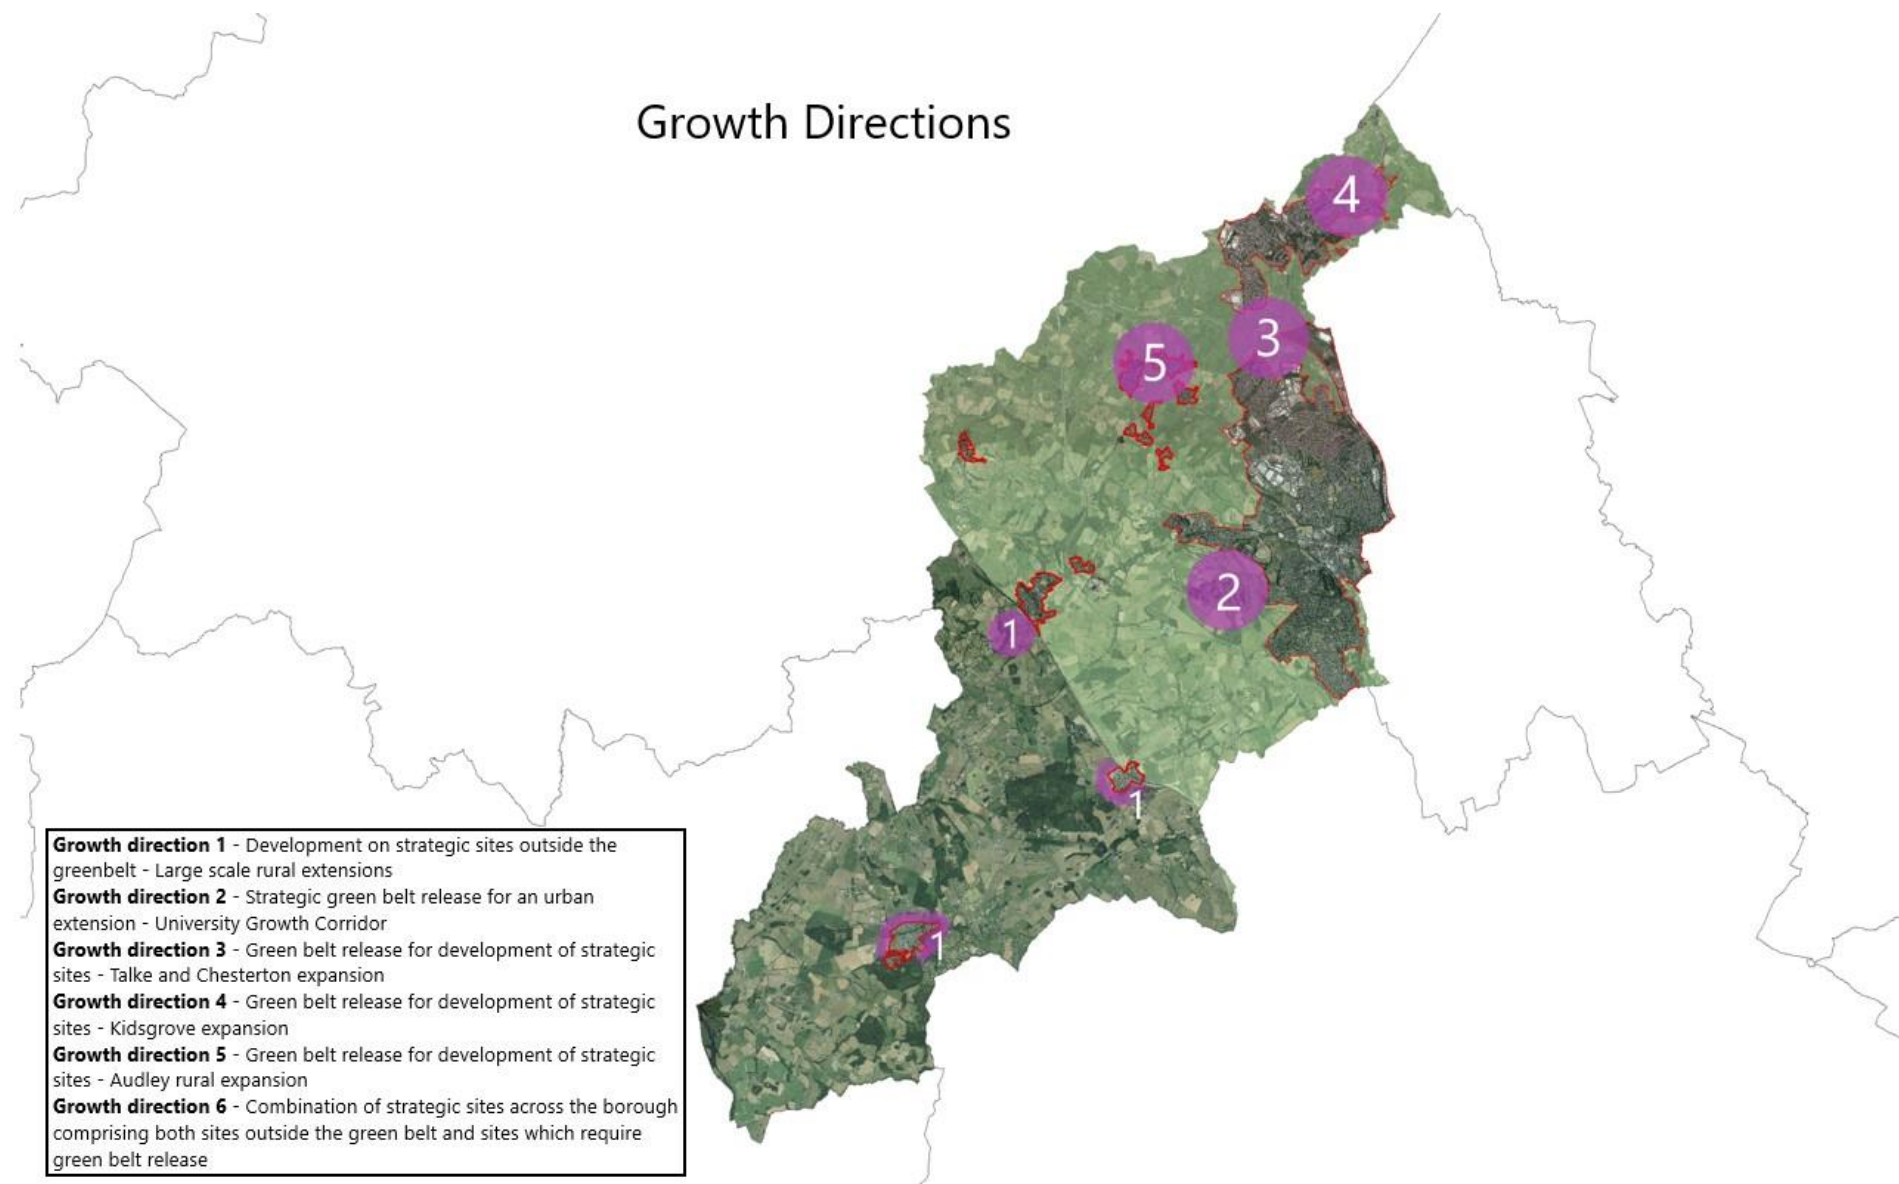 Growth Directions
4
3
5
2
1
1
1
Growth direction 1 - Development on strategic sites outside the
greenbelt - Large scale rural extensions
Growth direction 2 - Strategic green belt release for an urban
extension - University Growth Corridor
Growth direction 3 - Green belt release for development of strategic
sites - Talke and Chesterton expansion
Growth direction 4 - Green belt release for development of strategic
sites - Kidsgrove expansion
Growth direction 5 - Green belt release for development of strategic
sites - Audley rural expansion
Growth direction 6 - Combination of strategic sites across the borough
comprising both sites outside the green belt and sites which require
green belt release